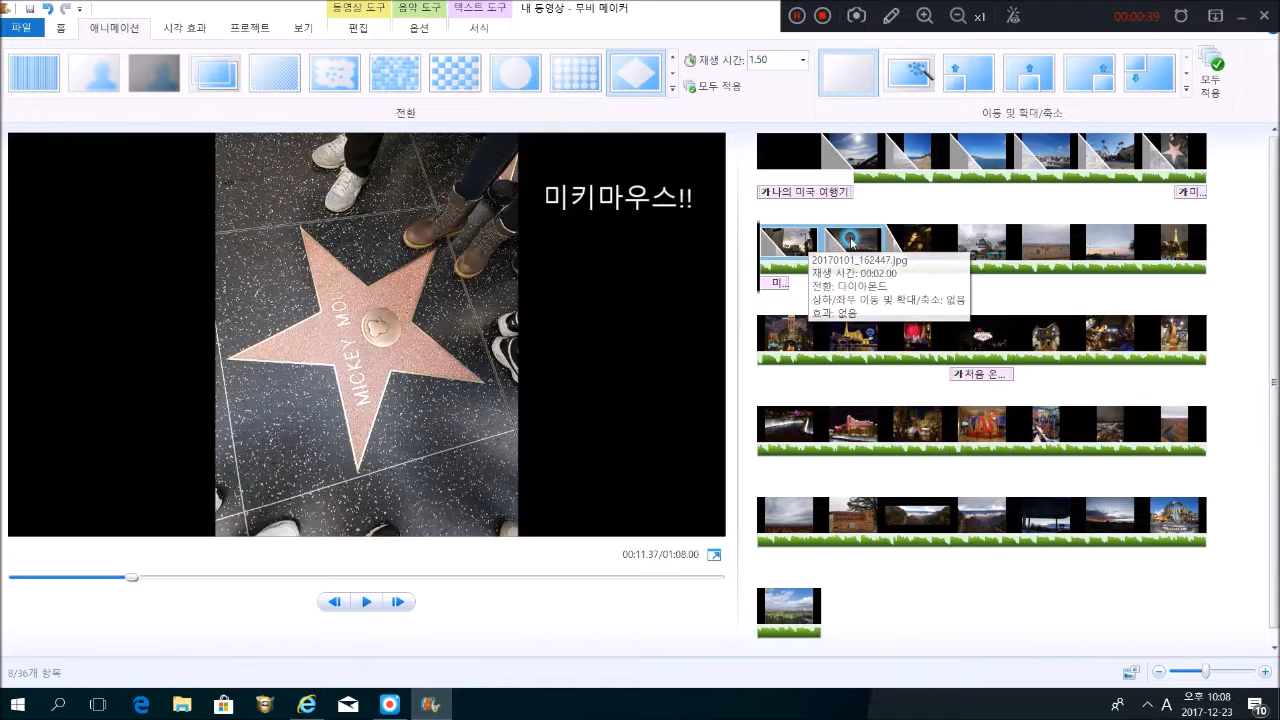 동영상 도구 음악 도구 텍스트 도구 내 동영상 - 무비 메이커
x1 00:00:39
파일 홈 애니메이션 시각 효과 프로젝트 보기 편집 옵션 서식
재생 시간: 1.50
모두 적용
모두
적용
전환 이동 및 확대/축소
미키마우스!!
MICKEY MOU
가나의 미국 여행기 가미...
20170101_162447.jpg
재생 시간: 00:02.00
전환: 다이아몬드
상하/좌우 이동 및 확대/축소: 없음
효과: 없음
미...
가처음 온...
00:11.37/01:08.00
8/36개 항목
A 오후 10:08
2017-12-23 10